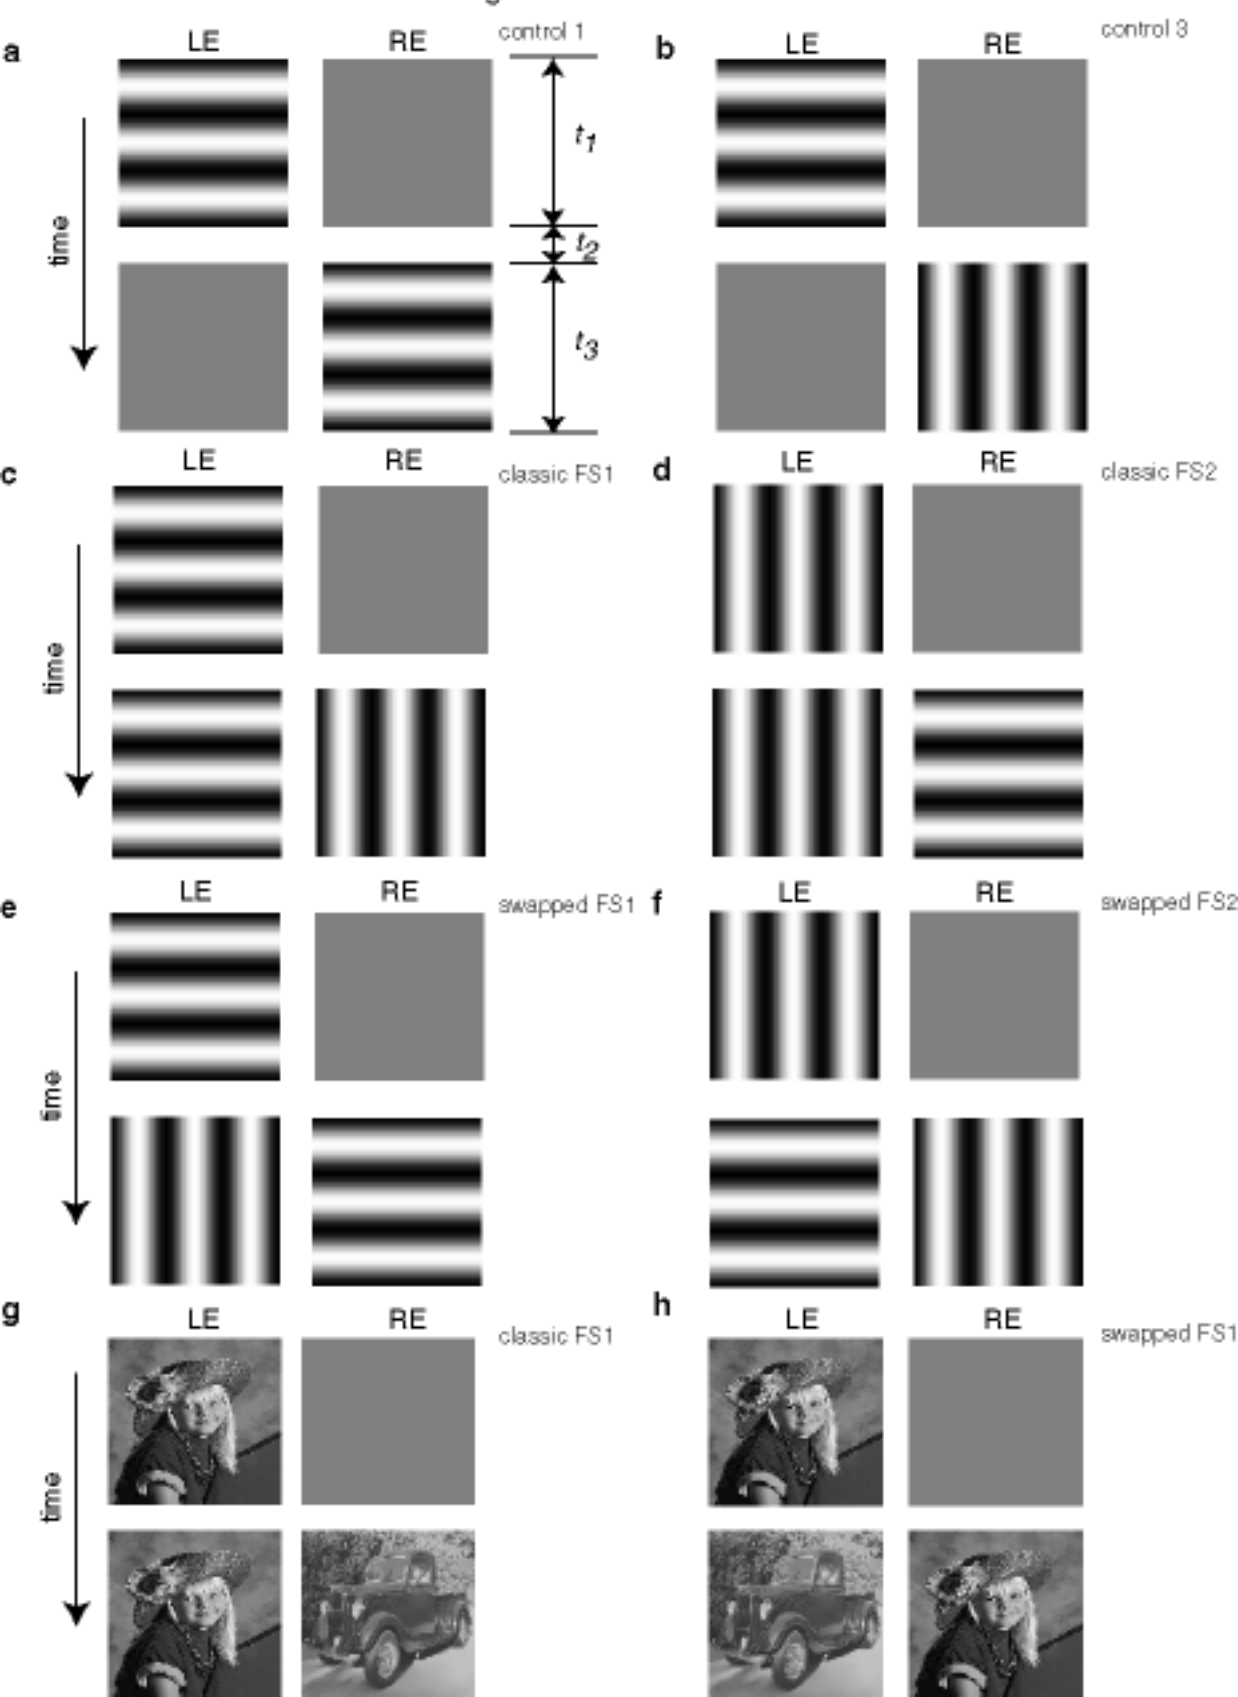 a LE RE control 1
b LE RE control 3
time
t1
t2
t3
c LE RE classic FS1
d LE RE classic FS2
time
e LE RE swapped FS1
f LE RE swapped FS2
time
g LE RE classic FS1
h LE RE swapped FS1
time